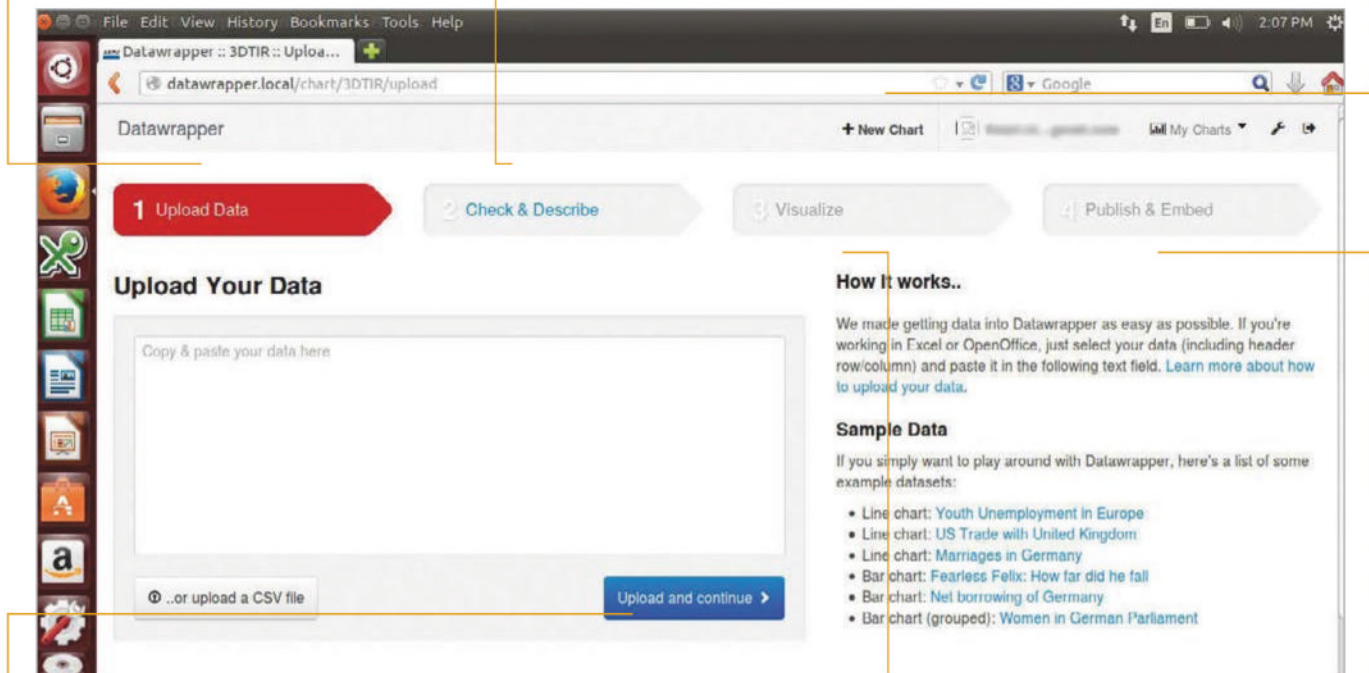 File Edit View History Bookmarks Tools Help
En 2:07 PM
Datawrapper :: 3DTIR :: Uploa...
datawrapper.local/chart/3DTIR/upload
Google
Datawrapper
+ New Chart
My Charts
1 Upload Data
2 Check & Describe
3 Visualize
4 Publish & Embed
Upload Your Data
Copy & paste your data here
..or upload a CSV file
Upload and continue
How It works..
We made getting data into Datawrapper as easy as possible. If you're
working in Excel or OpenOffice, just select your data (including header
row/column) and paste it in the following text field. Learn more about how
to upload your data.
Sample Data
If you simply want to play around with Datawrapper, here's a list of some
example datasets:
• Line chart: Youth Unemployment in Europe
• Line chart: US Trade with United Kingdom
• Line chart: Marriages in Germany
• Bar chart: Fearless Felix: How far did he fall
• Bar chart: Net borrowing of Germany
• Bar chart (grouped): Women in German Parliament